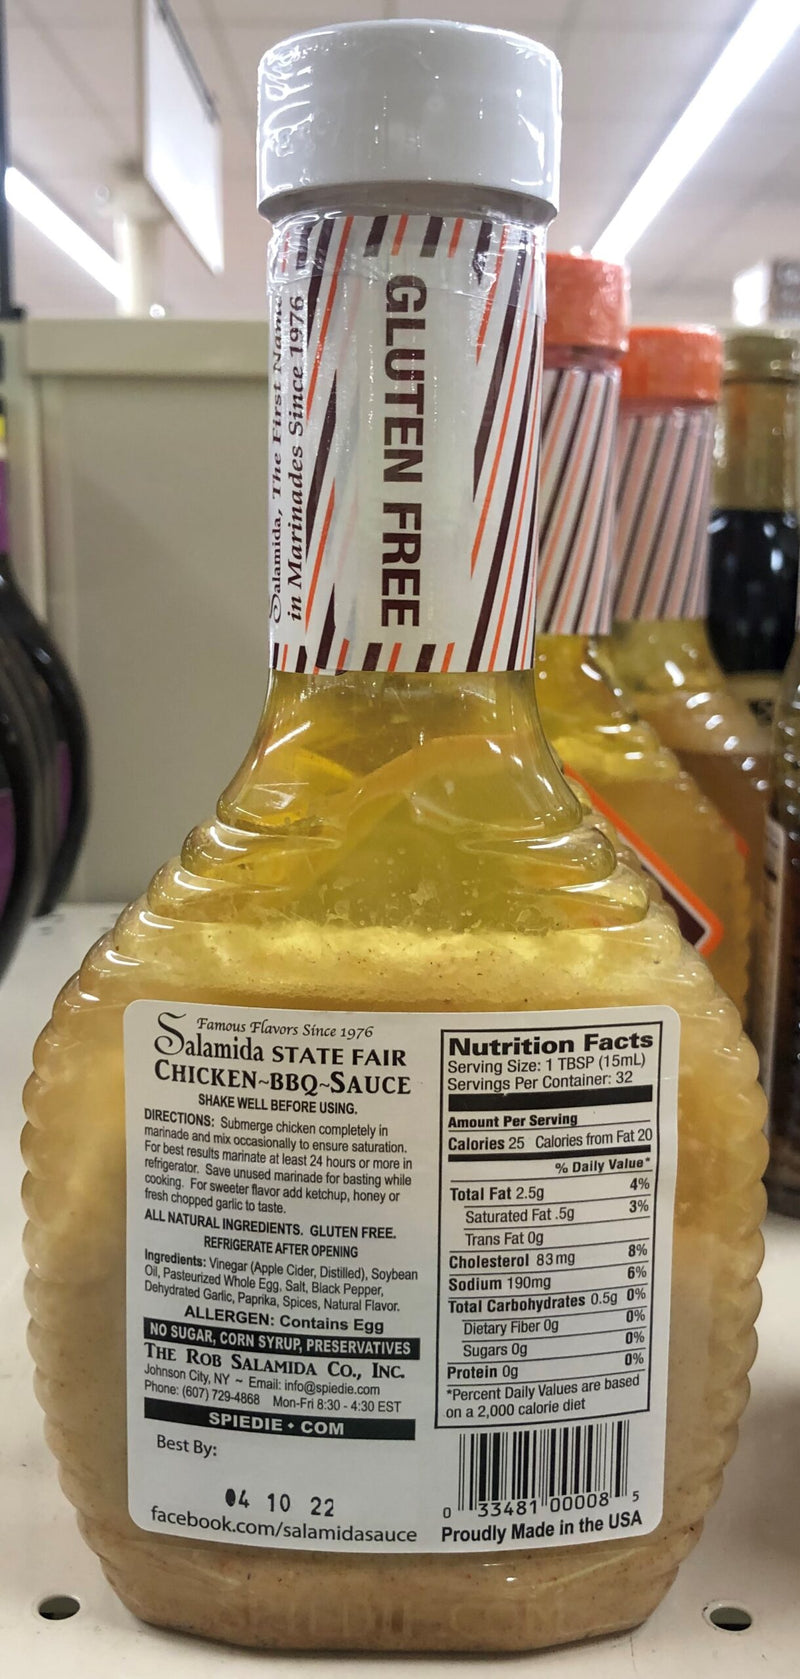 Salamida, The First Name
in Marinades Since 1976
GLUTEN FREE
Famous Flavors Since 1976
Salamida STATE FAIR
CHICKEN~BBQ~SAUCE
SHAKE WELL BEFORE USING.
DIRECTIONS: Submerge chicken completely in
marinade and mix occasionally to ensure saturation.
For best results marinate at least 24 hours or more in
refrigerator. Save unused marinade for basting while
cooking. For sweeter flavor add ketchup, honey or
fresh chopped garlic to taste.
ALL NATURAL INGREDIENTS. GLUTEN FREE.
REFRIGERATE AFTER OPENING
Ingredients: Vinegar (Apple Cider, Distilled), Soybean
Oil, Pasteurized Whole Egg, Salt, Black Pepper,
Dehydrated Garlic, Paprika, Spices, Natural Flavor.
ALLERGEN: Contains Egg
NO SUGAR, CORN SYRUP, PRESERVATIVES
THE ROB SALAMIDA CO., INC.
Johnson City, NY ~ Email: info@spiedie.com
Phone: (607) 729-4868 Mon-Fri 8:30 - 4:30 EST
SPIEDIE • COM
Best By:
04 10 22
facebook.com/salamidasauce
Nutrition Facts
Serving Size: 1 TBSP (15mL)
Servings Per Container: 32
Amount Per Serving
Calories 25 Calories from Fat 20
% Daily Value*
Total Fat 2.5g 4%
Saturated Fat .5g 3%
Trans Fat 0g
Cholesterol 83mg 8%
Sodium 190mg 6%
Total Carbohydrates 0.5g 0%
Dietary Fiber 0g 0%
Sugars 0g 0%
Protein 0g 0%
*Percent Daily Values are based
on a 2,000 calorie diet
0 33481 00008 5
Proudly Made in the USA